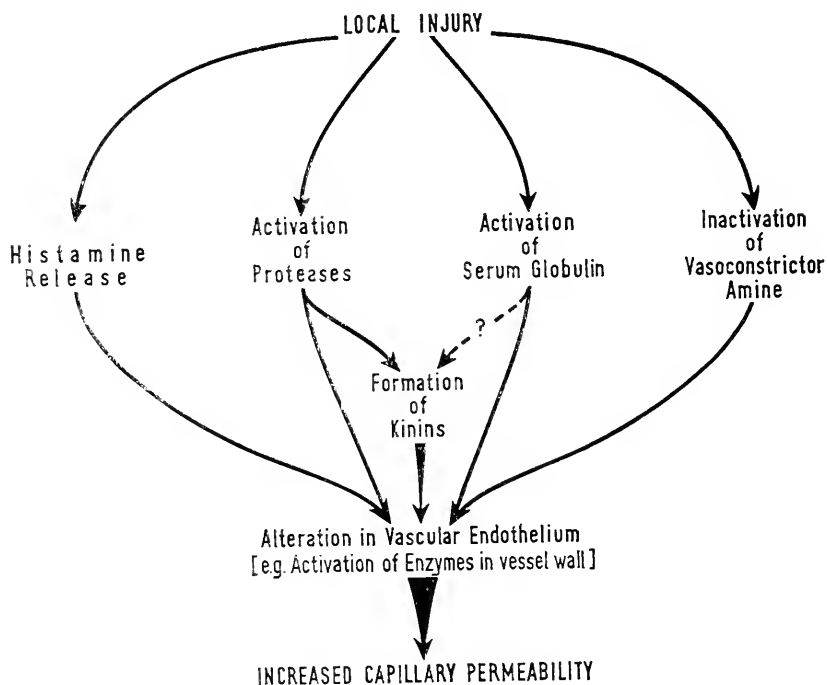 LOCAL INJURY
Histamine
Release
Activation
of
Proteases
Activation
of
Serum Globulin
Inactivation
of
Vasoconstrictor
Amine
?
Formation
of
Kinins
Alteration in Vascular Endothelium
[e.g. Activation of Enzymes in vessel wall]
INCREASED CAPILLARY PERMEABILITY